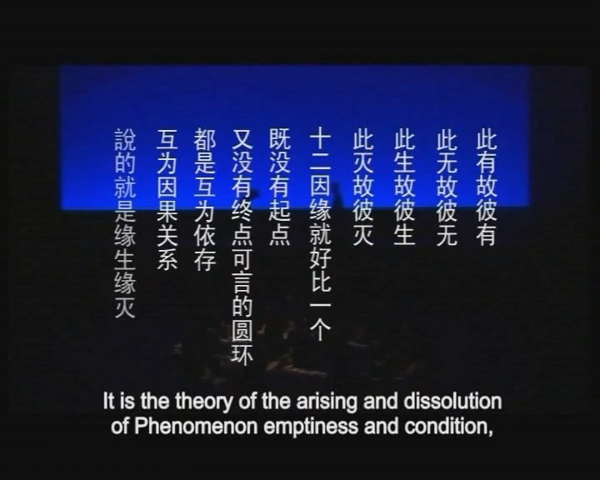 此有故彼有
此无故彼无
此生故彼生
此灭故彼灭
十二因缘就好比一个
既没有起点
又没有终点可言的圆环
都是互为依存
互为因果关系
說的就是缘生缘灭
It is the theory of the arising and dissolution
of Phenomenon emptiness and condition,